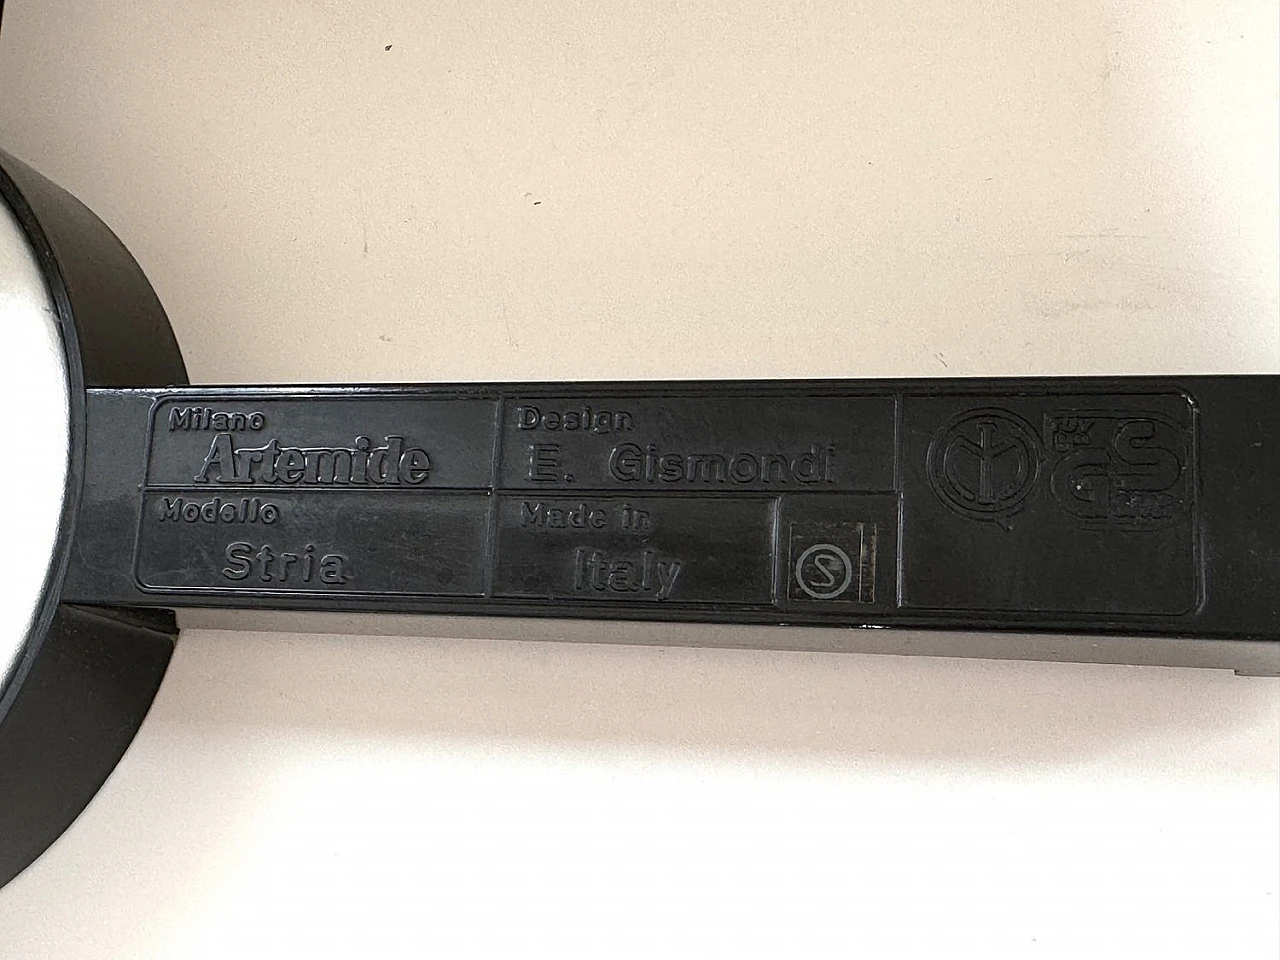 Milano
Artemide
Design
E. Gismondi
Modello
Stria
Made in
Italy
S
GS